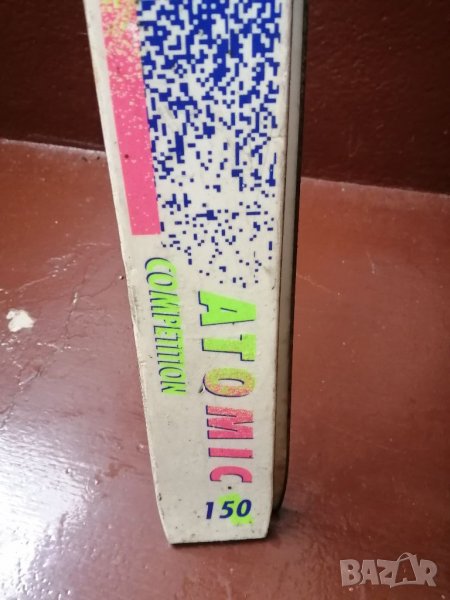 COMPETITION
ATOMIC
150
BAZAR